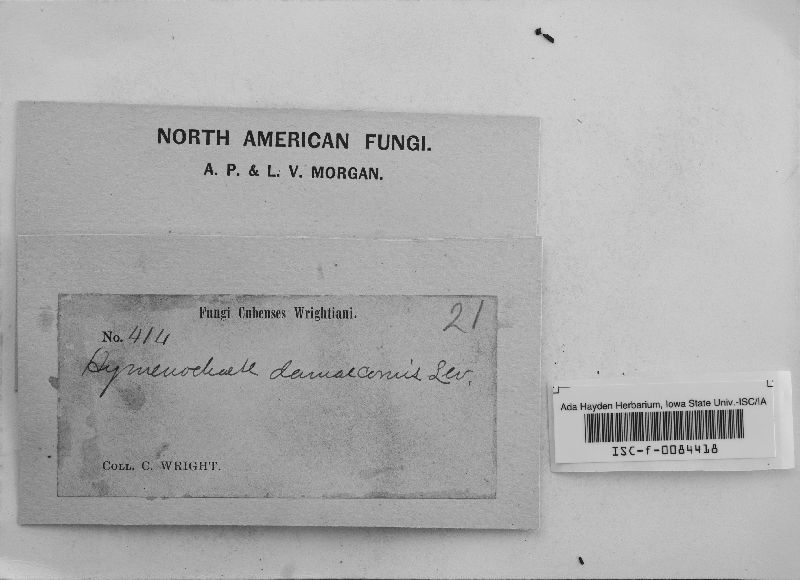 NORTH AMERICAN FUNGI.
A. P. & L. V. MORGAN.
Fungi Cubenses Wrightiani.
21
No. 414
Hymenochaete damaecornis Lev.
COLL. C. WRIGHT.
Ada Hayden Herbarium, Iowa State Univ.-ISC/IA
ISC-f-0084418